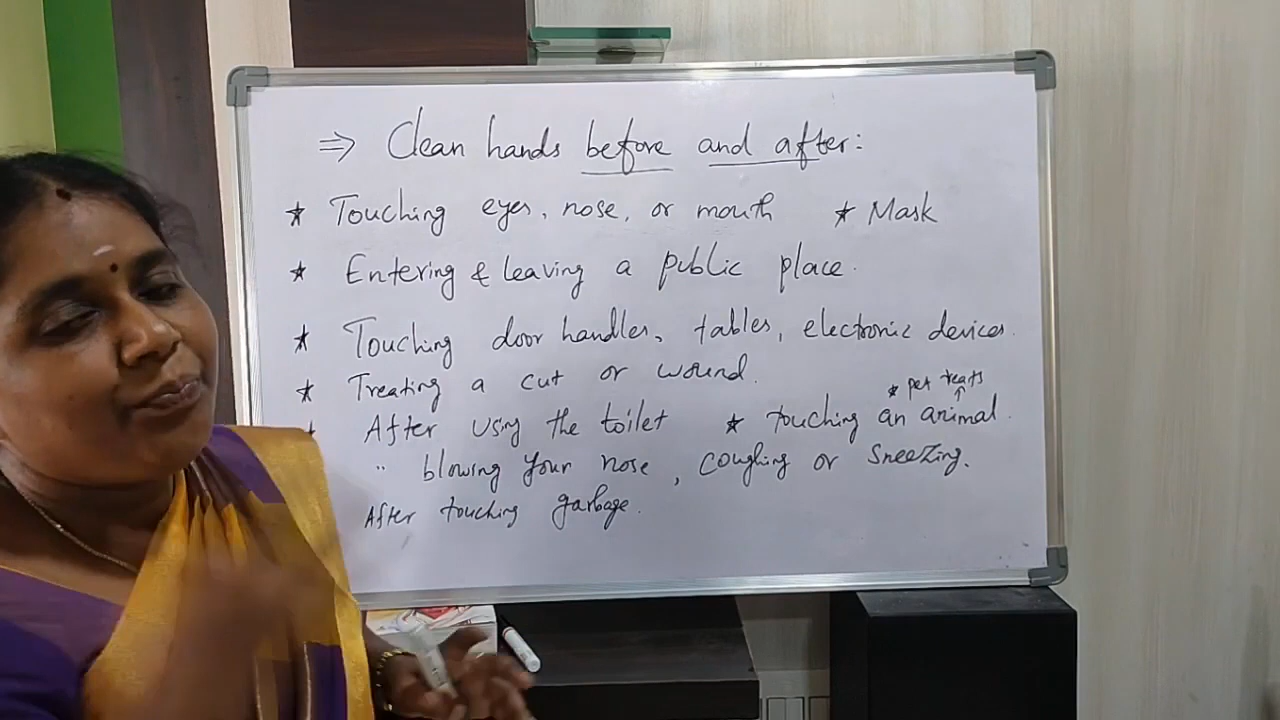 ⇒ Clean hands before and after:
★ Touching eyes, nose, or mouth ★ Mask
★ Entering & leaving a public place.
★ Touching door handles, tables, electronic devices.
★ Treating a cut or wound.
★ pet treats
↑
★ After using the toilet ★ touching an animal.
" blowing your nose, coughing or sneezing.
After touching garbage.